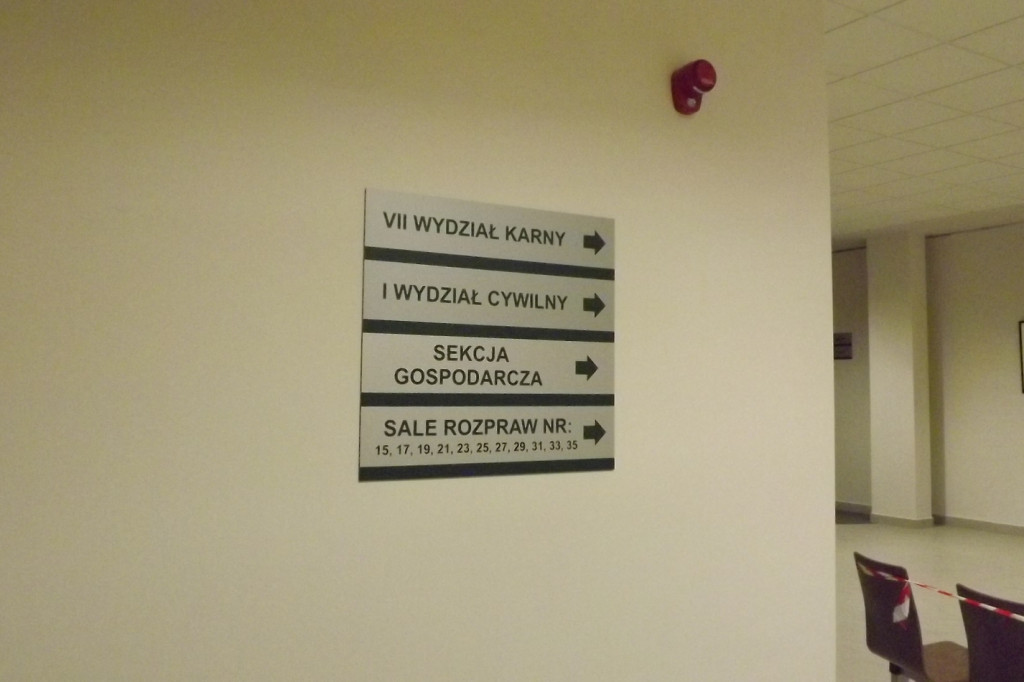 VII WYDZIAŁ KARNY
I WYDZIAŁ CYWILNY
SEKCJA
GOSPODARCZA
SALE ROZPRAW NR:
15, 17, 19, 21, 23, 25, 27, 29, 31, 33, 35